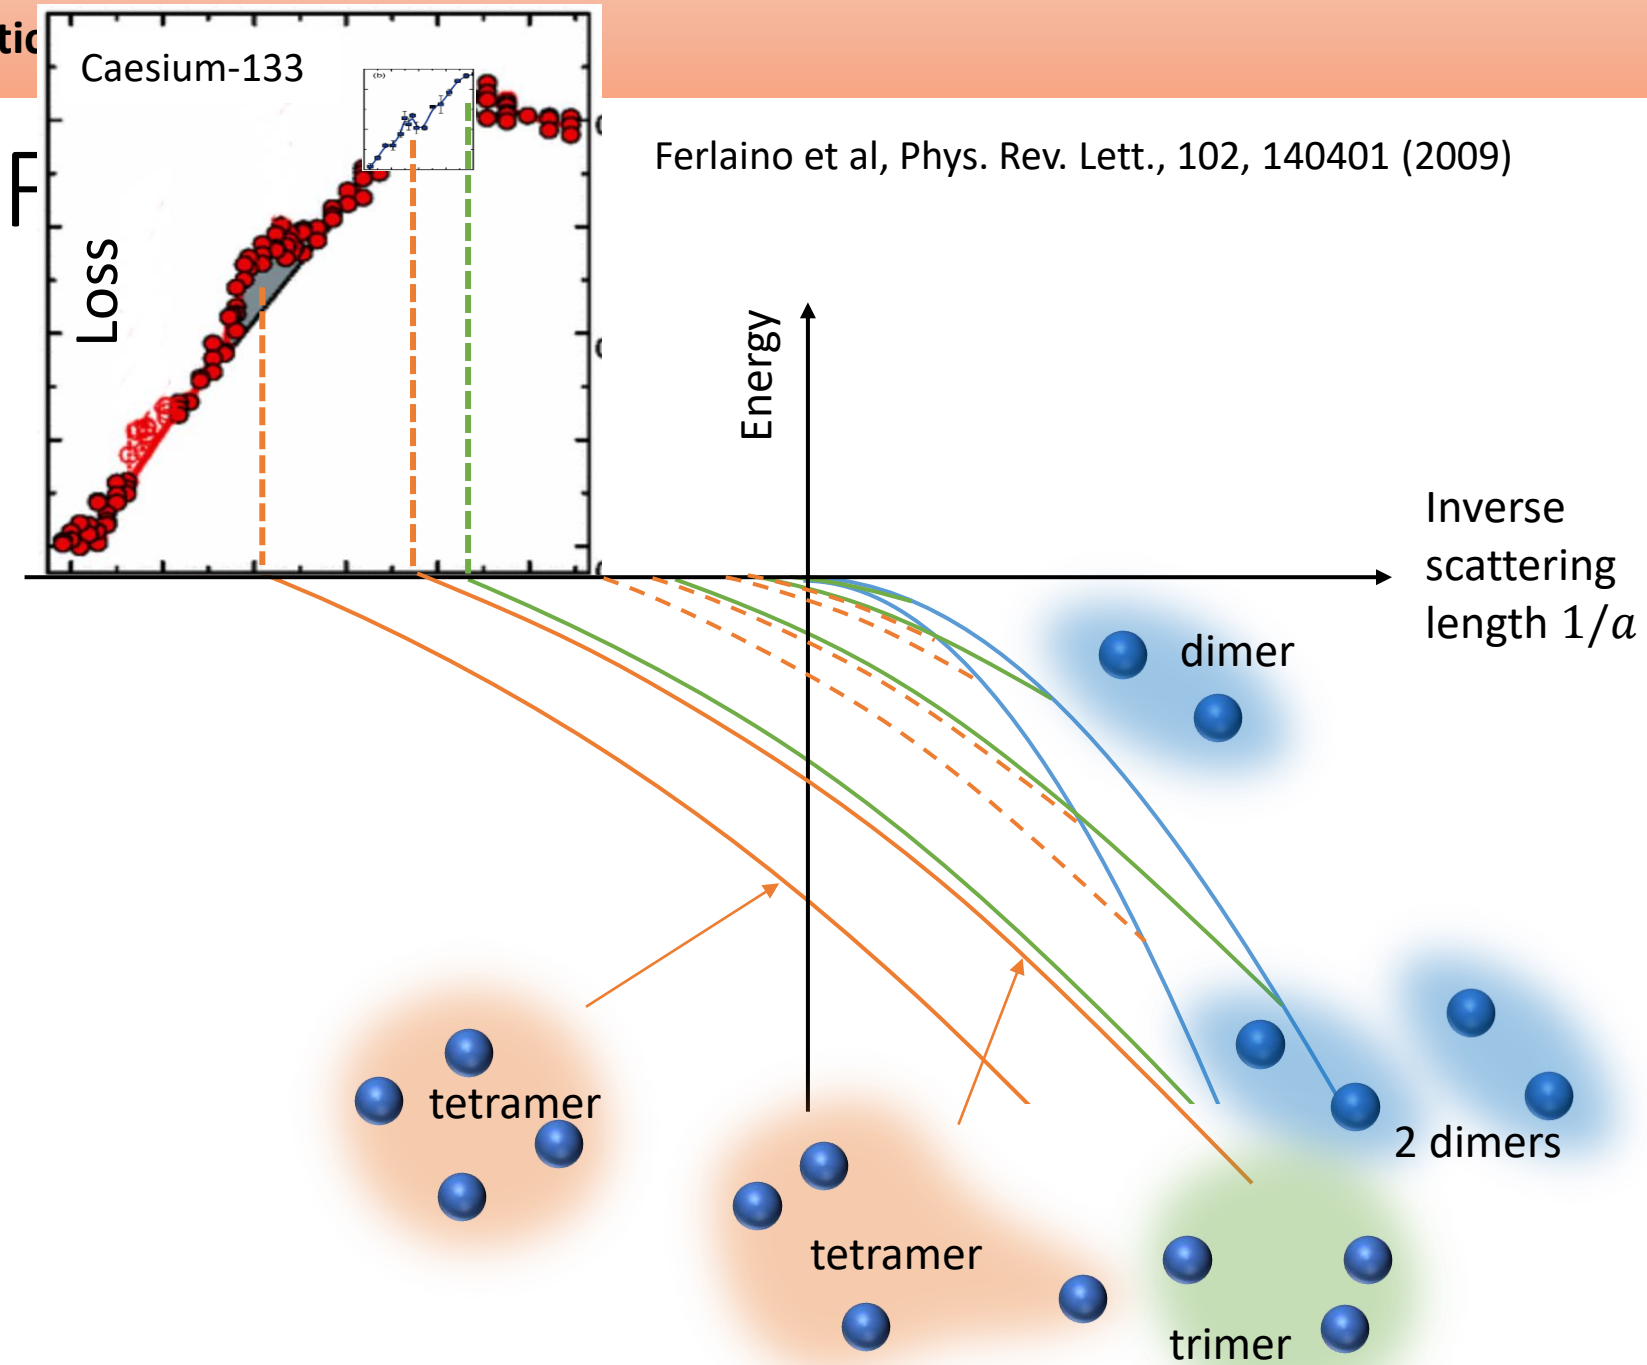 Caesium-133
(b)
Ferlaino et al, Phys. Rev. Lett., 102, 140401 (2009)
Loss
Energy
Inverse
scattering
length 1/a
dimer
tetramer
2 dimers
tetramer
trimer